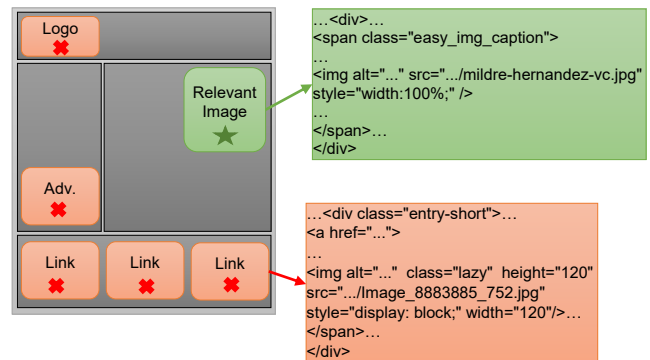 Logo
Relevant
Image
Adv.
Link
Link
Link
…<div>…
<span class="easy_img_caption">
…
<img alt="..." src=".../mildre-hernandez-vc.jpg"
style="width:100%;" />
…
</span>…
</div>
…<div class="entry-short">…
<a href="...">
…
<img alt="..."  class="lazy"  height="120"
src=".../Image_8883885_752.jpg"
style="display: block;" width="120"/>…
</span>…
</div>